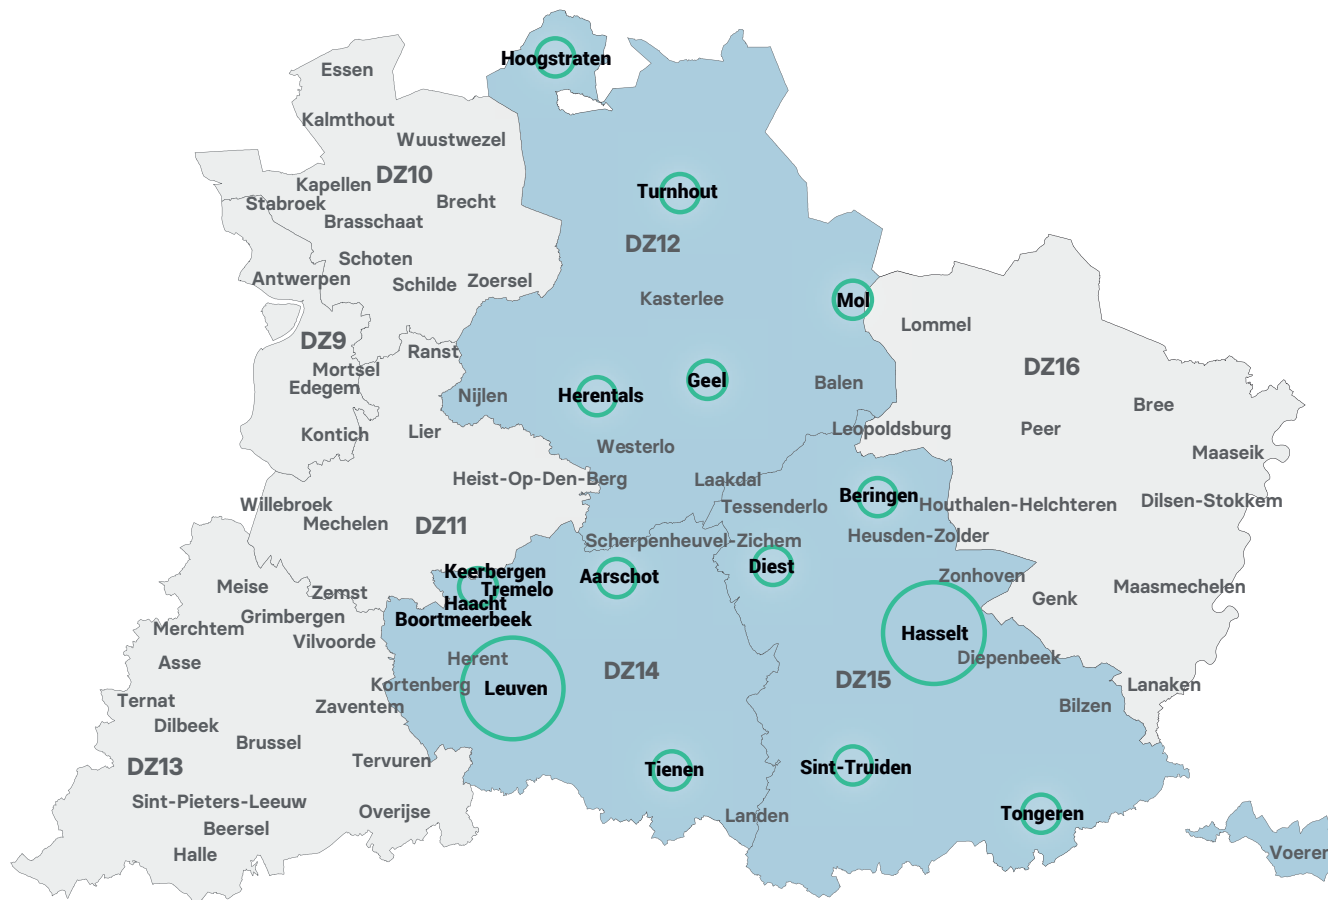 Hoogstraten
Essen
Kalmthout
Wuustwezel
DZ10
Kapellen
Turnhout
Stabroek
Brecht
Brasschaat
DZ12
Schoten
Antwerpen
Schilde
Zoersel
Kasterlee
Mol
Lommel
DZ9
Ranst
Mortsel
DZ16
Edegem
Geel
Balen
Nijlen
Herentals
Bree
Kontich
Lier
Leopoldsburg
Peer
Westerlo
Maaseik
Heist-Op-Den-Berg
Laakdal
Beringen
Willebroek
Tessenderlo
Houthalen-Helchteren
Dilsen-Stokkem
Mechelen
DZ11
Heusden-Zolder
Scherpenheuvel-Zichem
Keerbergen
Aarschot
Diest
Zonhoven
Meise
Zemst
Tremelo
Maasmechelen
Haacht
Genk
Grimbergen
Boortmeerbeek
Merchtem
Vilvoorde
Hasselt
Asse
Herent
Diepenbeek
DZ14
DZ15
Kortenberg
Leuven
Lanaken
Ternat
Zaventem
Bilzen
Dilbeek
Brussel
Tervuren
DZ13
Tienen
Sint-Truiden
Sint-Pieters-Leeuw
Overijse
Landen
Tongeren
Beersel
Halle
Voeren